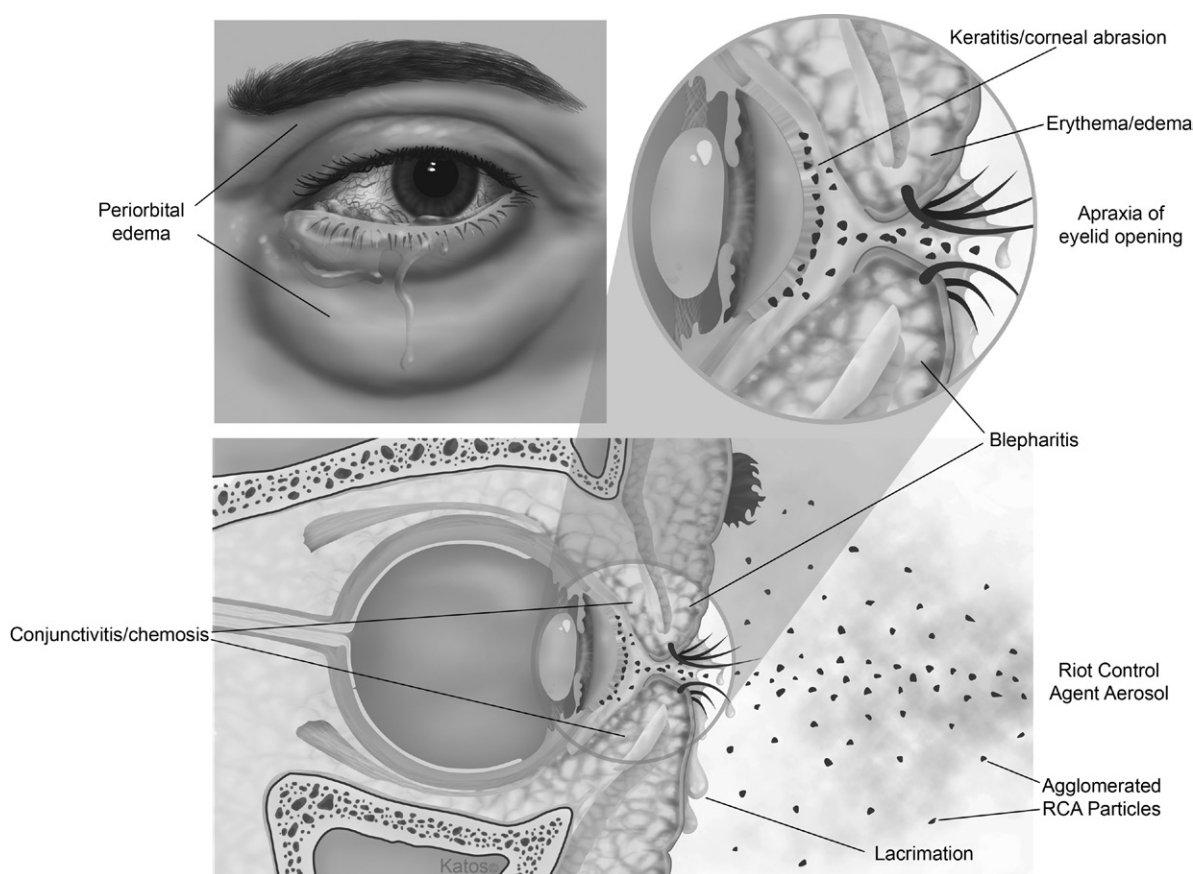 Keratitis/corneal abrasion
Erythema/edema
Periorbital
edema
Apraxia of
eyelid opening
Blepharitis
Conjunctivitis/chemosis
Riot Control
Agent Aerosol
Agglomerated
RCA Particles
Lacrimation